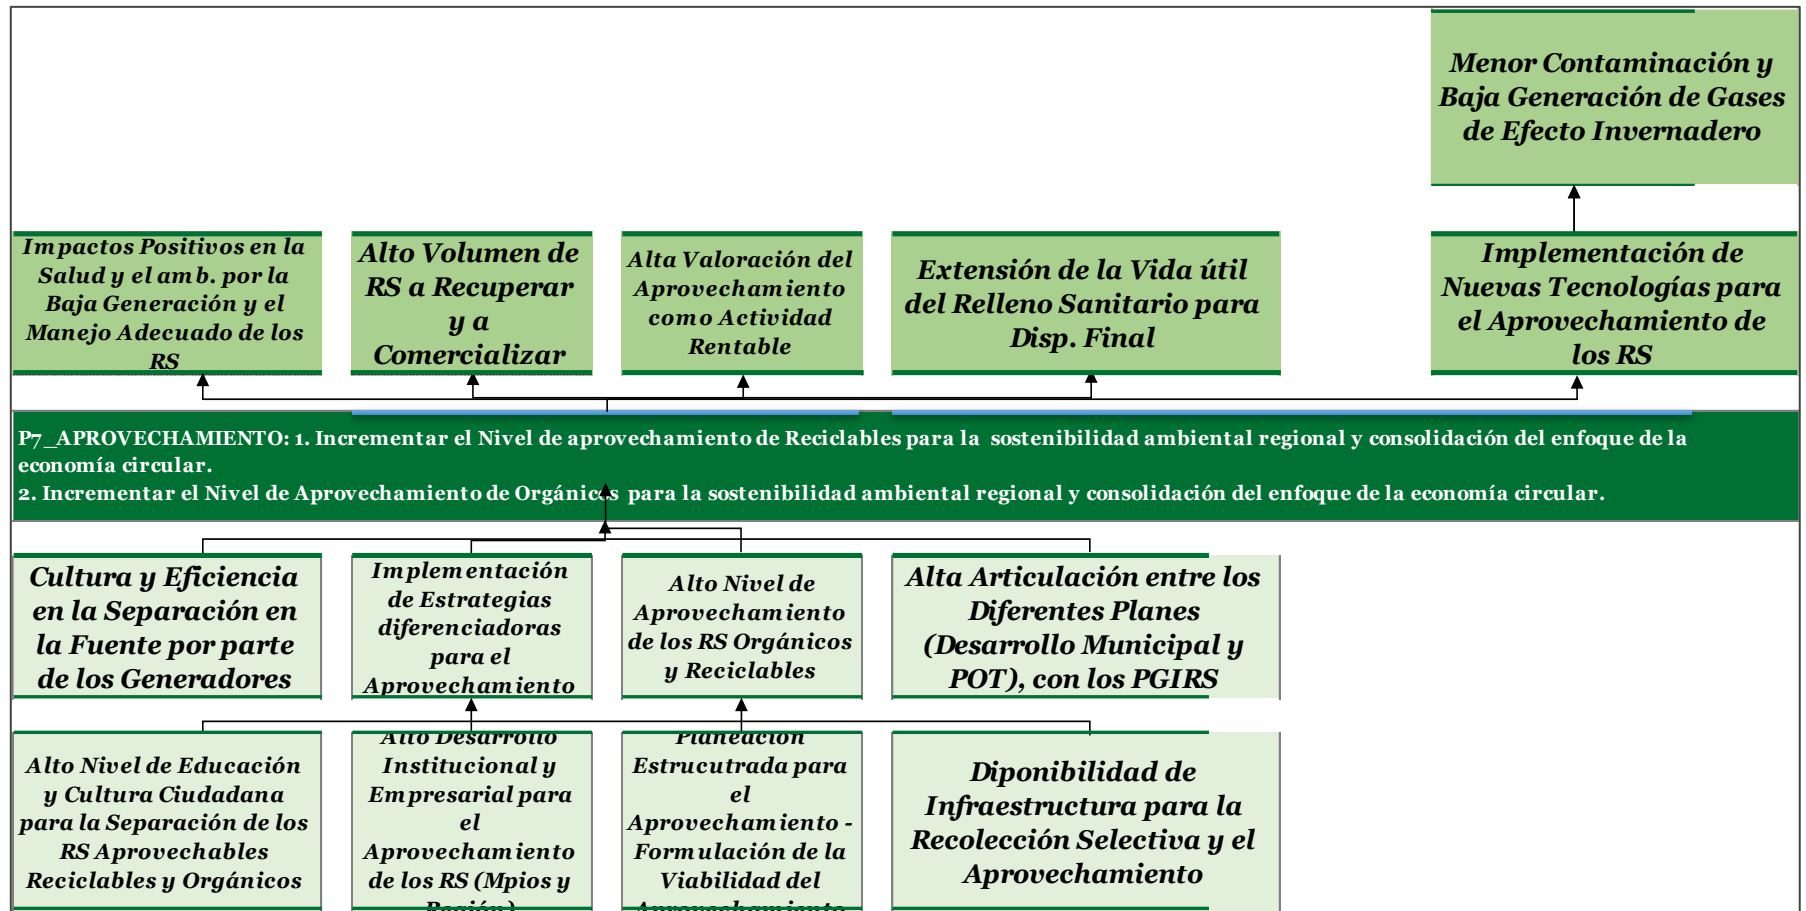 Menor Contaminación y
Baja Generación de Gases
de Efecto Invernadero
Impactos Positivos en la
Salud y el amb. por la
Baja Generación y el
Manejo Adecuado de los
RS
Alto Volumen de
RS a Recuperar
y a
Comercializar
Alta Valoración del
Aprovechamiento
como Actividad
Rentable
Extensión de la Vida útil
del Relleno Sanitario para
Disp. Final
Implementación de
Nuevas Tecnologías para
el Aprovechamiento de
los RS
P7_APROVECHAMIENTO: 1. Incrementar el Nivel de aprovechamiento de Reciclables para la sostenibilidad ambiental regional y consolidación del enfoque de la
economía circular.
2. Incrementar el Nivel de Aprovechamiento de Orgánicos para la sostenibilidad ambiental regional y consolidación del enfoque de la economía circular.
Cultura y Eficiencia
en la Separación en
la Fuente por parte
de los Generadores
Implementación
de Estrategias
diferenciadoras
para el
Aprovechamiento
Alto Nivel de
Aprovechamiento
de los RS Orgánicos
y Reciclables
Alta Articulación entre los
Diferentes Planes
(Desarrollo Municipal y
POT), con los PGIRS
Alto Nivel de Educación
y Cultura Ciudadana
para la Separación de los
RS Aprovechables
Reciclables y Orgánicos
Alto Desarrollo
Institucional y
Empresarial para
el
Aprovechamiento
de los RS (Mpios y
Región)
Planeación
Estrucutrada para
el
Aprovechamiento -
Formulación de la
Viabilidad del
Aprovechamiento
Diponibilidad de
Infraestructura para la
Recolección Selectiva y el
Aprovechamiento